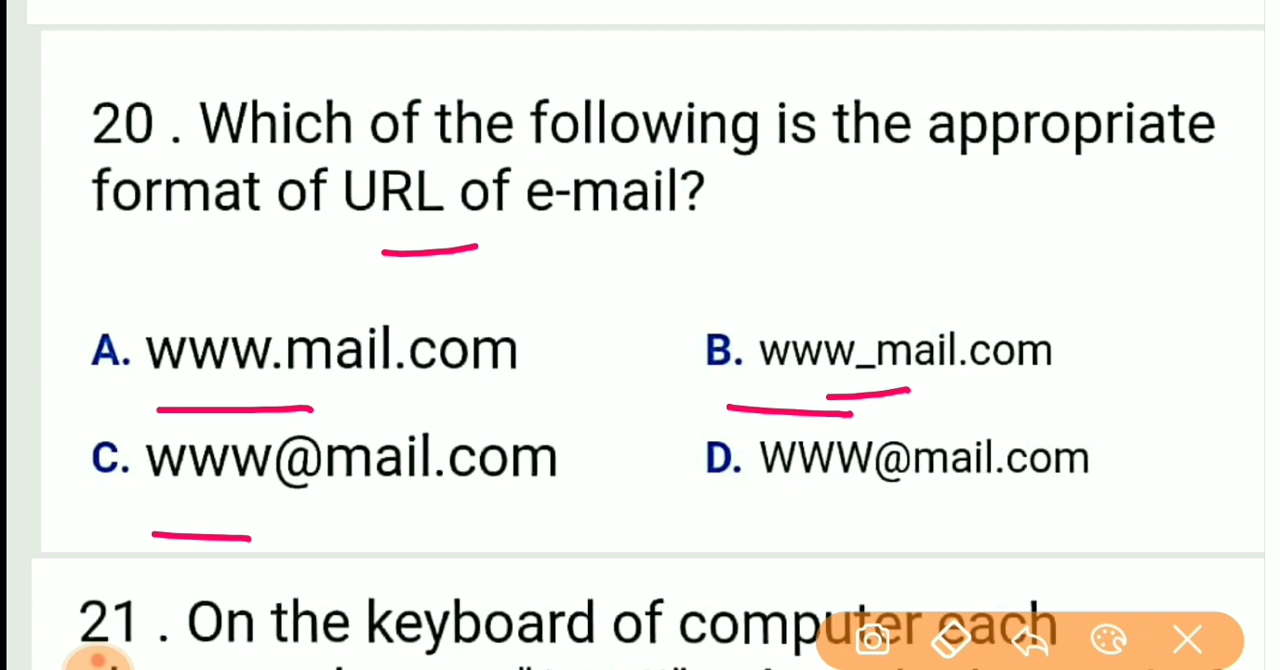 20 . Which of the following is the appropriate
format of URL of e-mail?
A. www.mail.com
B. www_mail.com
C. www@mail.com
D. WWW@mail.com
21 . On the keyboard of computer each